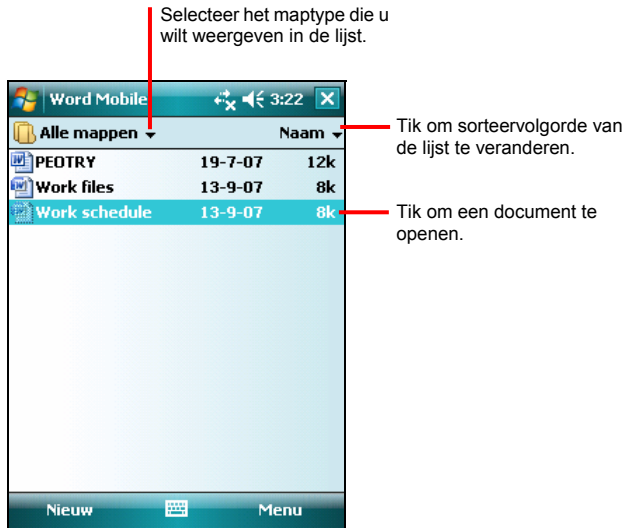 Selecteer het maptype die u
wilt weergeven in de lijst.
Word Mobile 3:22
Alle mappen Naam
Tik om sorteervolgorde van
de lijst te veranderen.
PEOTRY 19-7-07 12k
Work files 13-9-07 8k
Work schedule 13-9-07 8k
Tik om een document te
openen.
Nieuw Menu